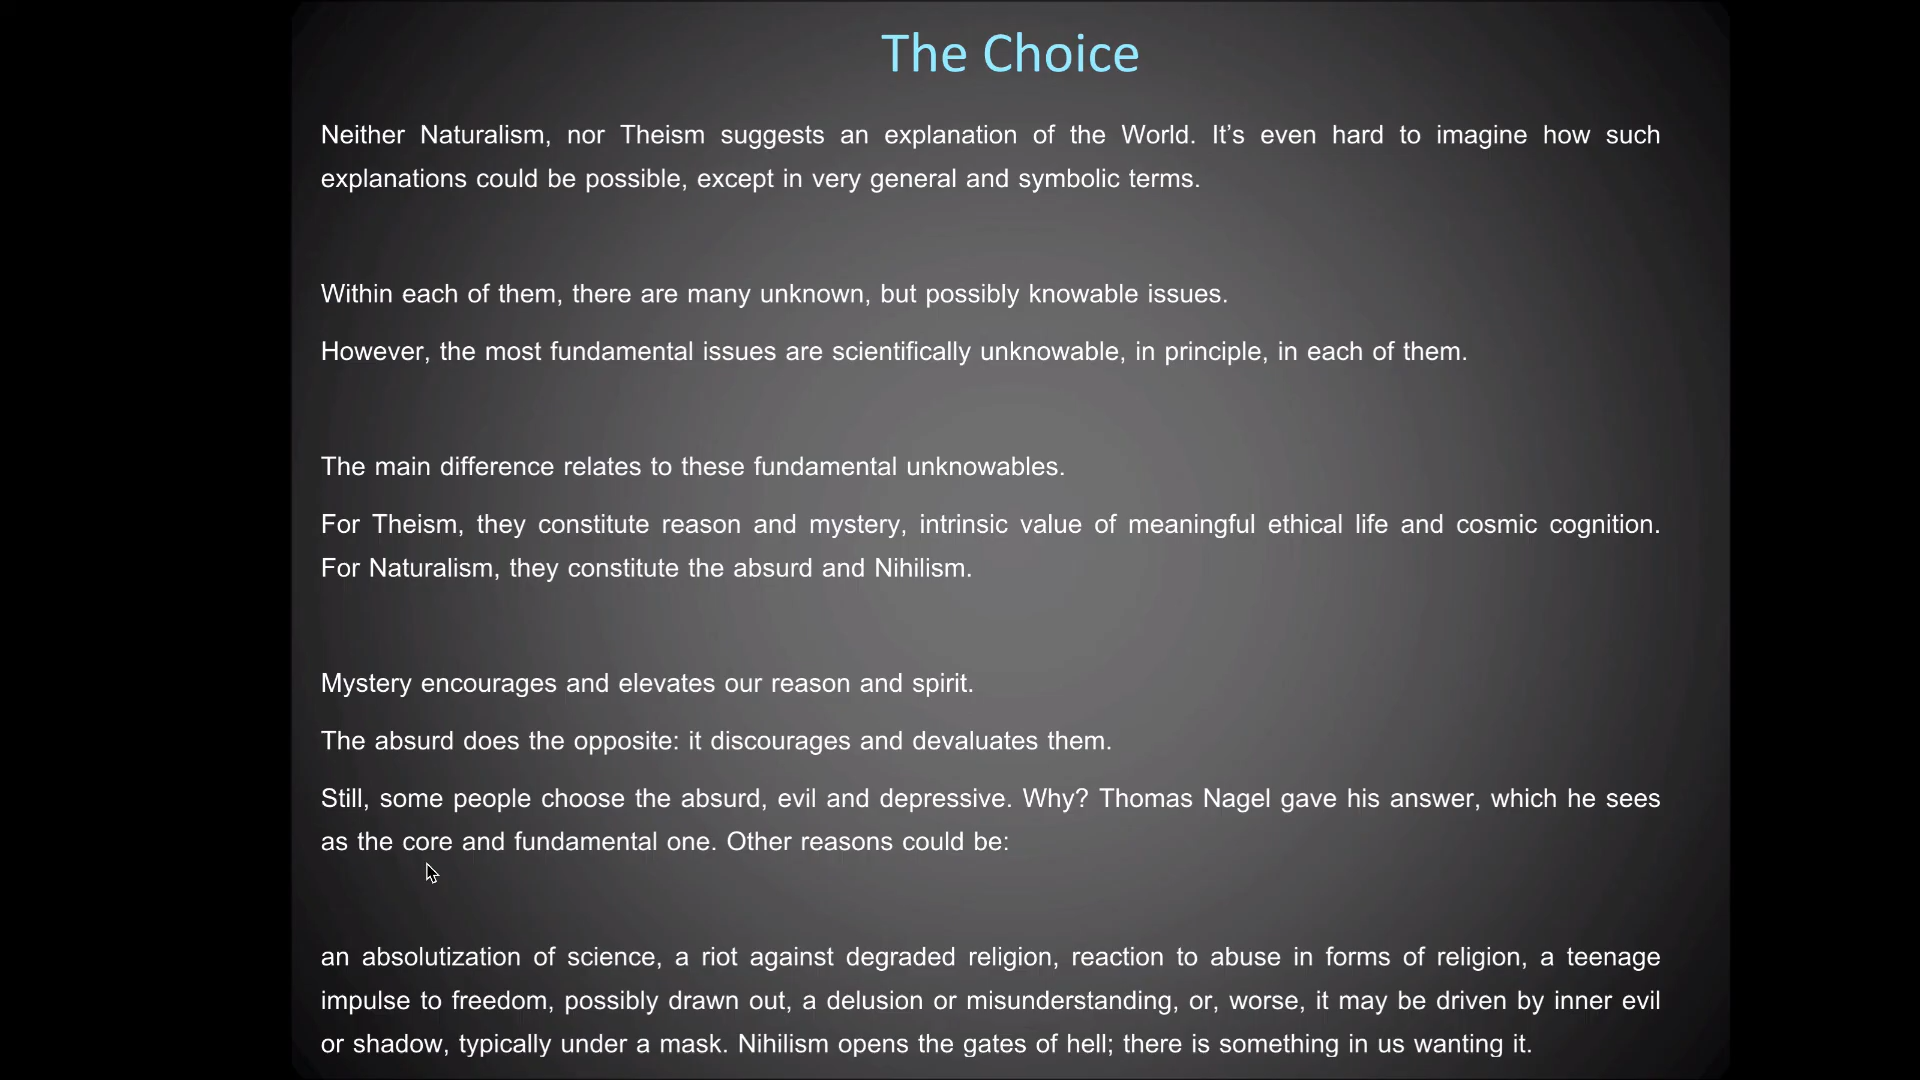 The Choice
Neither Naturalism, nor Theism suggests an explanation of the World. It’s even hard to imagine how such
explanations could be possible, except in very general and symbolic terms.
Within each of them, there are many unknown, but possibly knowable issues.
However, the most fundamental issues are scientifically unknowable, in principle, in each of them.
The main difference relates to these fundamental unknowables.
For Theism, they constitute reason and mystery, intrinsic value of meaningful ethical life and cosmic cognition.
For Naturalism, they constitute the absurd and Nihilism.
Mystery encourages and elevates our reason and spirit.
The absurd does the opposite: it discourages and devaluates them.
Still, some people choose the absurd, evil and depressive. Why? Thomas Nagel gave his answer, which he sees
as the core and fundamental one. Other reasons could be:
an absolutization of science, a riot against degraded religion, reaction to abuse in forms of religion, a teenage
impulse to freedom, possibly drawn out, a delusion or misunderstanding, or, worse, it may be driven by inner evil
or shadow, typically under a mask. Nihilism opens the gates of hell; there is something in us wanting it.